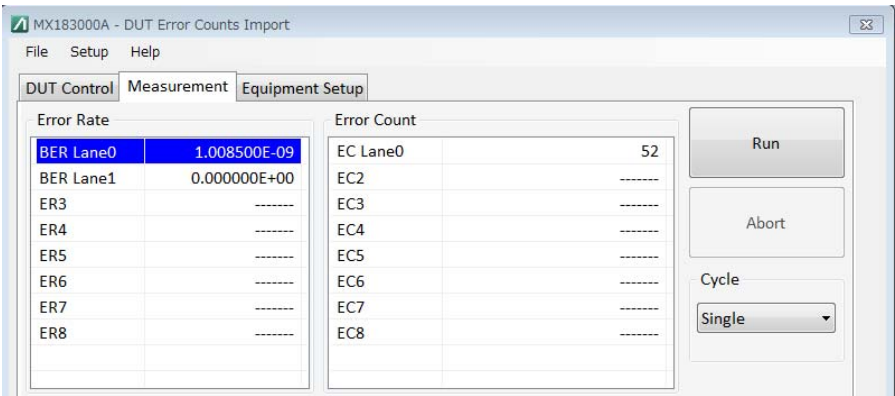 MX183000A - DUT Error Counts Import
File Setup Help
DUT Control Measurement Equipment Setup
Error Rate
BER Lane0 1.008500E-09
BER Lane1 0.000000E+00
ER3 -------
ER4 -------
ER5 -------
ER6 -------
ER7 -------
ER8 -------
Error Count
EC Lane0 52
EC2 -------
EC3 -------
EC4 -------
EC5 -------
EC6 -------
EC7 -------
EC8 -------
Run
Abort
Cycle
Single